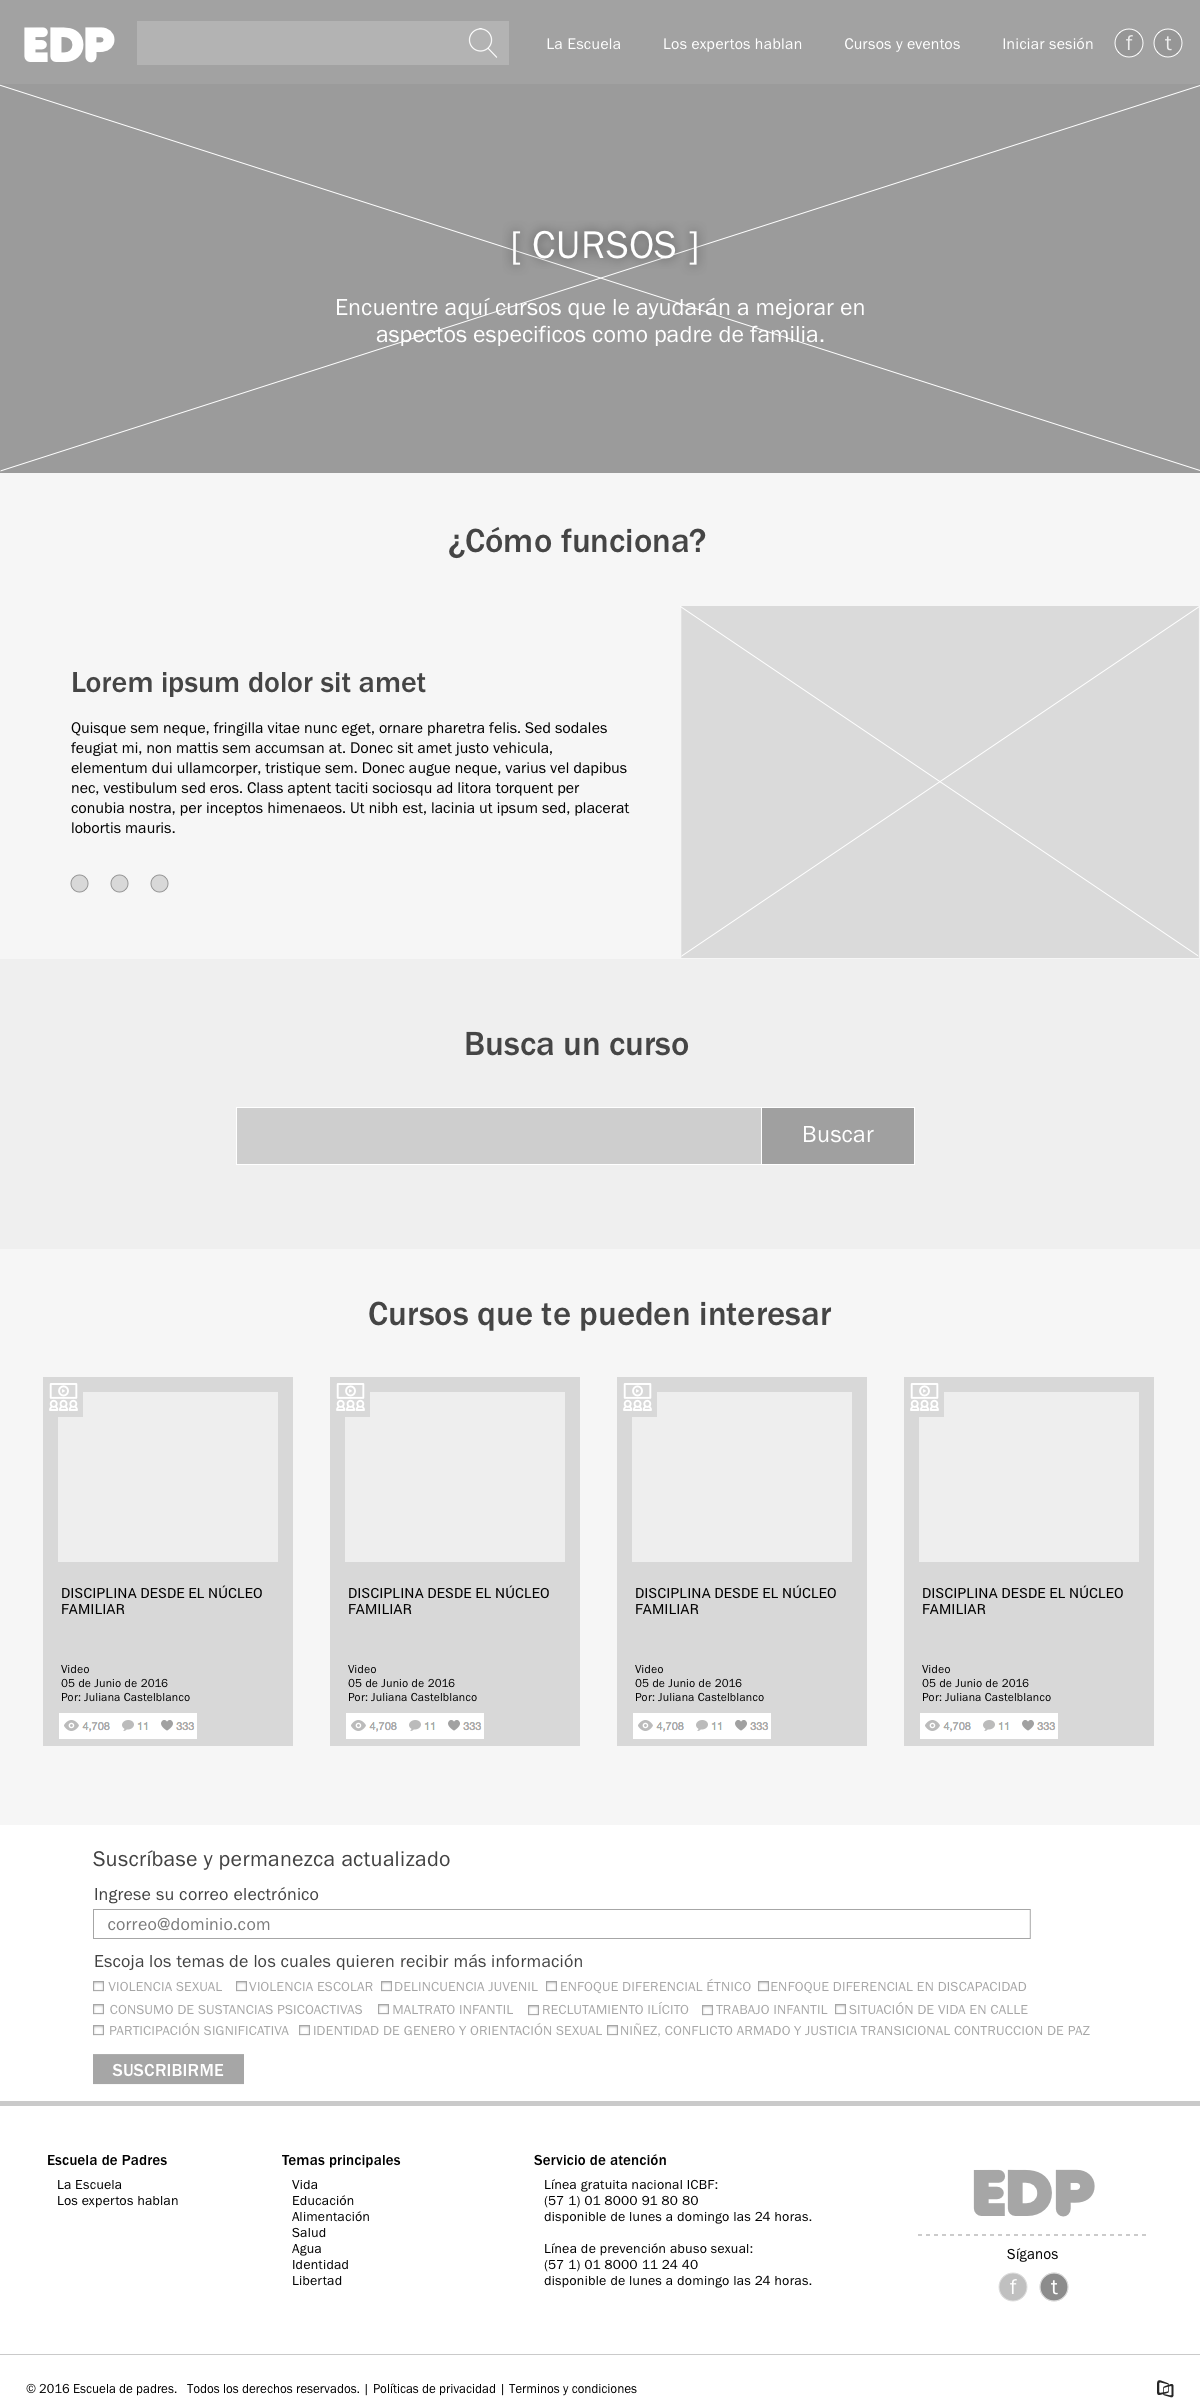 EDP
La Escuela
Los expertos hablan
Cursos y eventos
Iniciar sesión
f
t
[ CURSOS ]
Encuentre aquí cursos que le ayudarán a mejorar en
aspectos especificos como padre de familia.
¿Cómo funciona?
Lorem ipsum dolor sit amet
Quisque sem neque, fringilla vitae nunc eget, ornare pharetra felis. Sed sodales
feugiat mi, non mattis sem accumsan at. Donec sit amet justo vehicula,
elementum dui ullamcorper, tristique sem. Donec augue neque, varius vel dapibus
nec, vestibulum sed eros. Class aptent taciti sociosqu ad litora torquent per
conubia nostra, per inceptos himenaeos. Ut nibh est, lacinia ut ipsum sed, placerat
lobortis mauris.
Busca un curso
Buscar
Cursos que te pueden interesar
DISCIPLINA DESDE EL NÚCLEO
FAMILIAR
Video
05 de Junio de 2016
Por: Juliana Castelblanco
4,708 11 333
DISCIPLINA DESDE EL NÚCLEO
FAMILIAR
Video
05 de Junio de 2016
Por: Juliana Castelblanco
4,708 11 333
DISCIPLINA DESDE EL NÚCLEO
FAMILIAR
Video
05 de Junio de 2016
Por: Juliana Castelblanco
4,708 11 333
DISCIPLINA DESDE EL NÚCLEO
FAMILIAR
Video
05 de Junio de 2016
Por: Juliana Castelblanco
4,708 11 333
Suscríbase y permanezca actualizado
Ingrese su correo electrónico
correo@dominio.com
Escoja los temas de los cuales quieren recibir más información
VIOLENCIA SEXUAL VIOLENCIA ESCOLAR DELINCUENCIA JUVENIL ENFOQUE DIFERENCIAL ÉTNICO ENFOQUE DIFERENCIAL EN DISCAPACIDAD
CONSUMO DE SUSTANCIAS PSICOACTIVAS MALTRATO INFANTIL RECLUTAMIENTO ILÍCITO TRABAJO INFANTIL SITUACIÓN DE VIDA EN CALLE
PARTICIPACIÓN SIGNIFICATIVA IDENTIDAD DE GENERO Y ORIENTACIÓN SEXUAL NIÑEZ, CONFLICTO ARMADO Y JUSTICIA TRANSICIONAL CONTRUCCION DE PAZ
SUSCRIBIRME
Escuela de Padres
La Escuela
Los expertos hablan
Temas principales
Vida
Educación
Alimentación
Salud
Agua
Identidad
Libertad
Servicio de atención
Línea gratuita nacional ICBF:
(57 1) 01 8000 91 80 80
disponible de lunes a domingo las 24 horas.
Línea de prevención abuso sexual:
(57 1) 01 8000 11 24 40
disponible de lunes a domingo las 24 horas.
EDP
Síganos
f
t
© 2016 Escuela de padres. Todos los derechos reservados. | Políticas de privacidad | Terminos y condiciones